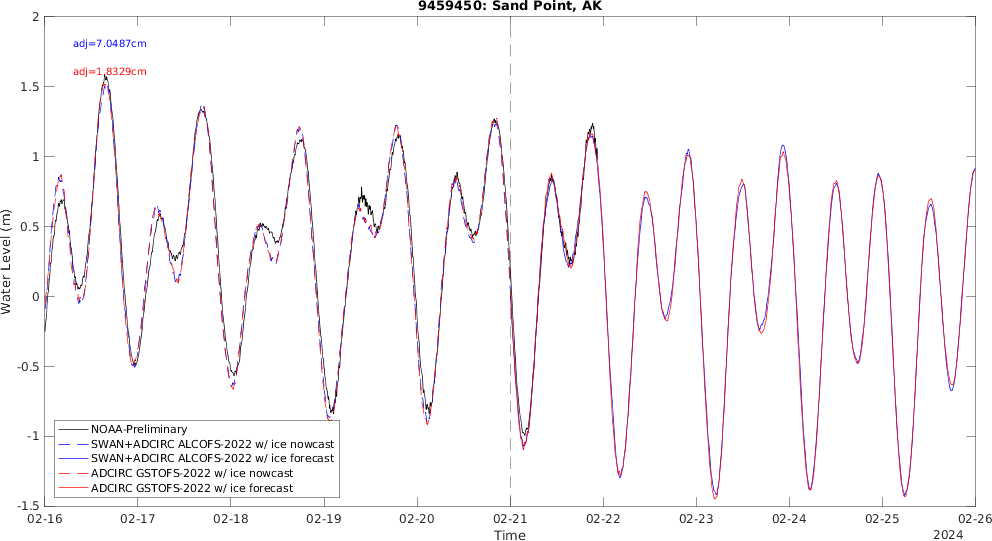 9459450: Sand Point, AK
adj=7.0487cm
adj=1.8329cm
Water Level (m)
2
1.5
1
0.5
0
-0.5
-1
-1.5
NOAA-Preliminary
SWAN+ADCIRC ALCOFS-2022 w/ ice nowcast
SWAN+ADCIRC ALCOFS-2022 w/ ice forecast
ADCIRC GSTOFS-2022 w/ ice nowcast
ADCIRC GSTOFS-2022 w/ ice forecast
02-16 02-17 02-18 02-19 02-20 02-21 02-22 02-23 02-24 02-25 02-26
Time
2024